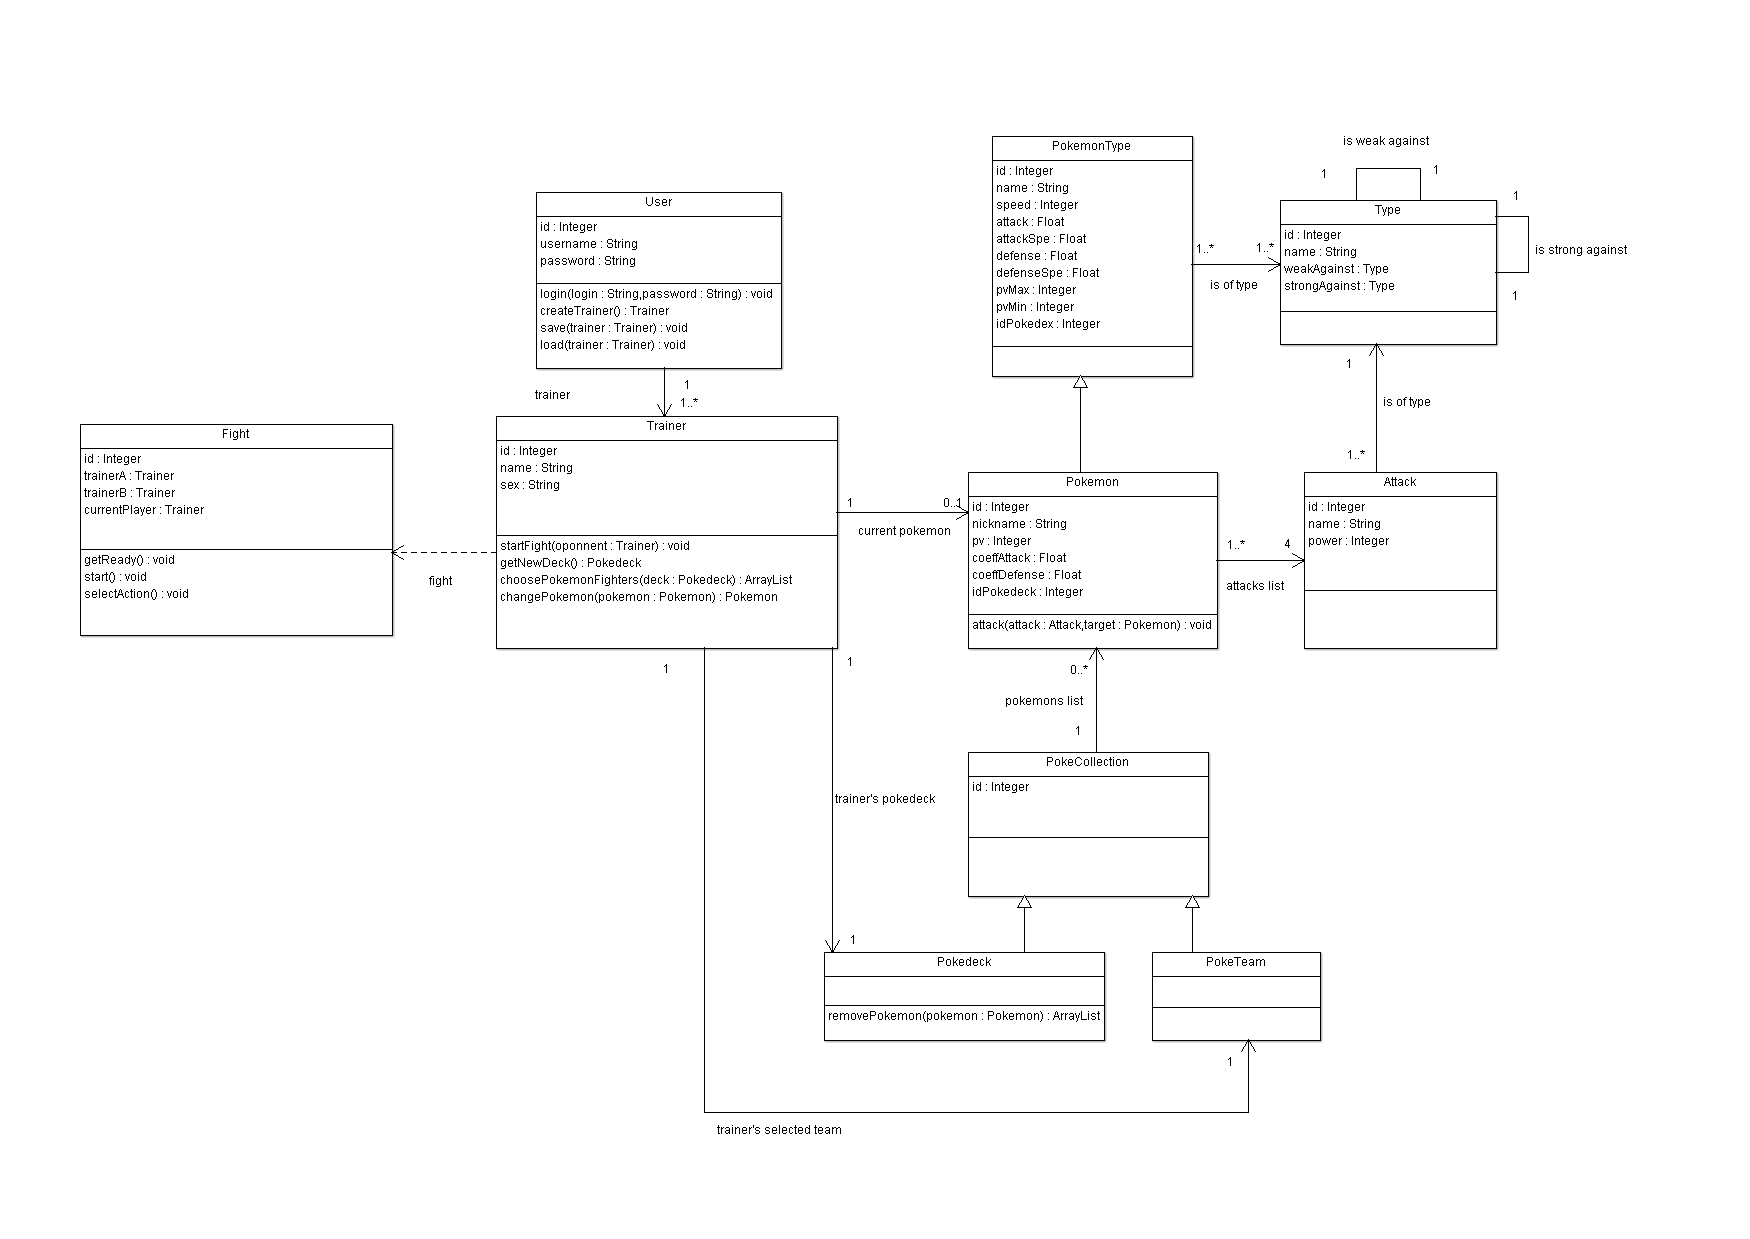 is weak against
1
1
PokemonType
id : Integer
name : String
speed : Integer
attack : Float
attackSpe : Float
defense : Float
defenseSpe : Float
pvMax : Integer
pvMin : Integer
idPokedex : Integer
1..*
1..*
is of type
Type
id : Integer
name : String
weakAgainst : Type
strongAgainst : Type
1
is strong against
1
User
id : Integer
username : String
password : String
login(login : String,password : String) : void
createTrainer() : Trainer
save(trainer : Trainer) : void
load(trainer : Trainer) : void
trainer
1
1..*
1
is of type
1..*
Fight
id : Integer
trainerA : Trainer
trainerB : Trainer
currentPlayer : Trainer
getReady() : void
start() : void
selectAction() : void
fight
Trainer
id : Integer
name : String
sex : String
startFight(oponnent : Trainer) : void
getNewDeck() : Pokedeck
choosePokemonFighters(deck : Pokedeck) : ArrayList
changePokemon(pokemon : Pokemon) : Pokemon
1
0..1
current pokemon
Pokemon
id : Integer
nickname : String
pv : Integer
coeffAttack : Float
coeffDefense : Float
idPokedeck : Integer
attack(attack : Attack,target : Pokemon) : void
1..*
4
attacks list
Attack
id : Integer
name : String
power : Integer
1
1
0..*
pokemons list
1
PokeCollection
id : Integer
trainer's pokedeck
1
Pokedeck
removePokemon(pokemon : Pokemon) : ArrayList
PokeTeam
1
trainer's selected team